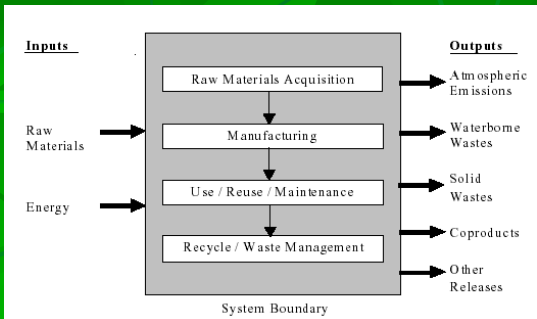 Inputs
Outputs
Raw Materials Acquisition
Atmospheric
Emissions
Raw
Materials
Manufacturing
Waterborne
Wastes
Use / Reuse / Maintenance
Solid
Wastes
Energy
Coproducts
Recycle / Waste Management
Other
Releases
System Boundary